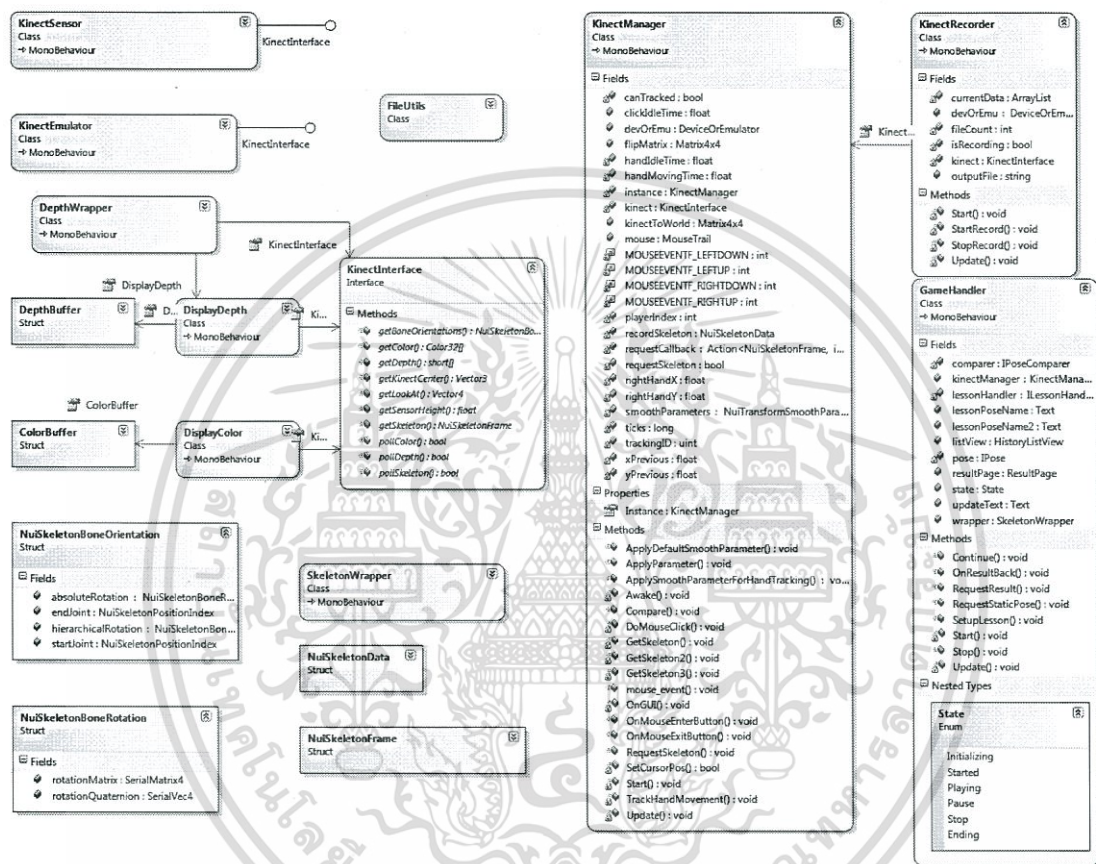 KinectSensor
Class
→ MonoBehaviour
KinectInterface
KinectEmulator
Class
→ MonoBehaviour
KinectInterface
FileUtils
Class
DepthWrapper
Class
→ MonoBehaviour
KinectInterface
DisplayDepth
DepthBuffer
Struct
D...
DisplayDepth
Class
→ MonoBehaviour
Ki...
ColorBuffer
ColorBuffer
Struct
DisplayColor
Class
→ MonoBehaviour
Ki...
KinectInterface
Interface
Methods
getBoneOrientations() : NuiSkeletonBo...
getColor() : Color32[]
getDepth() : short[]
getKinectCenter() : Vector3
getLookAt() : Vector4
getSensorHeight() : float
getSkeleton() : NuiSkeletonFrame
pollColor() : bool
pollDepth() : bool
pollSkeleton() : bool
NuiSkeletonBoneOrientation
Struct
Fields
absoluteRotation : NuiSkeletonBoneR...
endJoint : NuiSkeletonPositionIndex
hierarchicalRotation : NuiSkeletonBon...
startJoint : NuiSkeletonPositionIndex
NuiSkeletonBoneRotation
Struct
Fields
rotationMatrix : SerialMatrix4
rotationQuaternion : SerialVec4
SkeletonWrapper
Class
→ MonoBehaviour
NuiSkeletonData
Struct
NuiSkeletonFrame
Struct
KinectManager
Class
→ MonoBehaviour
Fields
canTracked : bool
clickIdleTime : float
devOrEmu : DeviceOrEmulator
flipMatrix : Matrix4x4
handIdleTime : float
handMovingTime : float
instance : KinectManager
kinect : KinectInterface
kinectToWorld : Matrix4x4
mouse : MouseTrail
MOUSEEVENTF_LEFTDOWN : int
MOUSEEVENTF_LEFTUP : int
MOUSEEVENTF_RIGHTDOWN : int
MOUSEEVENTF_RIGHTUP : int
playerIndex : int
recordSkeleton : NuiSkeletonData
requestCallback : Action<NuiSkeletonFrame, i...
requestSkeleton : bool
rightHandX : float
rightHandY : float
smoothParameters : NuiTransformSmoothPara...
ticks : long
trackingID : uint
xPrevious : float
yPrevious : float
Properties
Instance : KinectManager
Methods
ApplyDefaultSmoothParameter() : void
ApplyParameter() : void
ApplySmoothParameterForHandTracking() : vo...
Awake() : void
Compare() : void
DoMouseClick() : void
GetSkeleton() : void
GetSkeleton2() : void
GetSkeleton3() : void
mouse_event() : void
OnGUI() : void
OnMouseEnterButton() : void
OnMouseExitButton() : void
RequestSkeleton() : void
SetCursorPos() : bool
Start() : void
TrackHandMovement() : void
Update() : void
Kinect...
KinectRecorder
Class
→ MonoBehaviour
Fields
currentData : ArrayList
devOrEmu : DeviceOrEm...
fileCount : int
isRecording : bool
kinect : KinectInterface
outputFile : string
Methods
Start() : void
StartRecord() : void
StopRecord() : void
Update() : void
GameHandler
Class
→ MonoBehaviour
Fields
comparer : IPoseComparer
kinectManager : KinectMana...
lessonHandler : ILessonHand...
lessonPoseName : Text
lessonPoseName2 : Text
listView : HistoryListView
pose : IPose
resultPage : ResultPage
state : State
updateText : Text
wrapper : SkeletonWrapper
Methods
Continue() : void
OnResultBack() : void
RequestResult() : void
RequestStaticPose() : void
SetupLesson() : void
Start() : void
Stop() : void
Update() : void
Nested Types
State
Enum
Initializing
Started
Playing
Pause
Stop
Ending